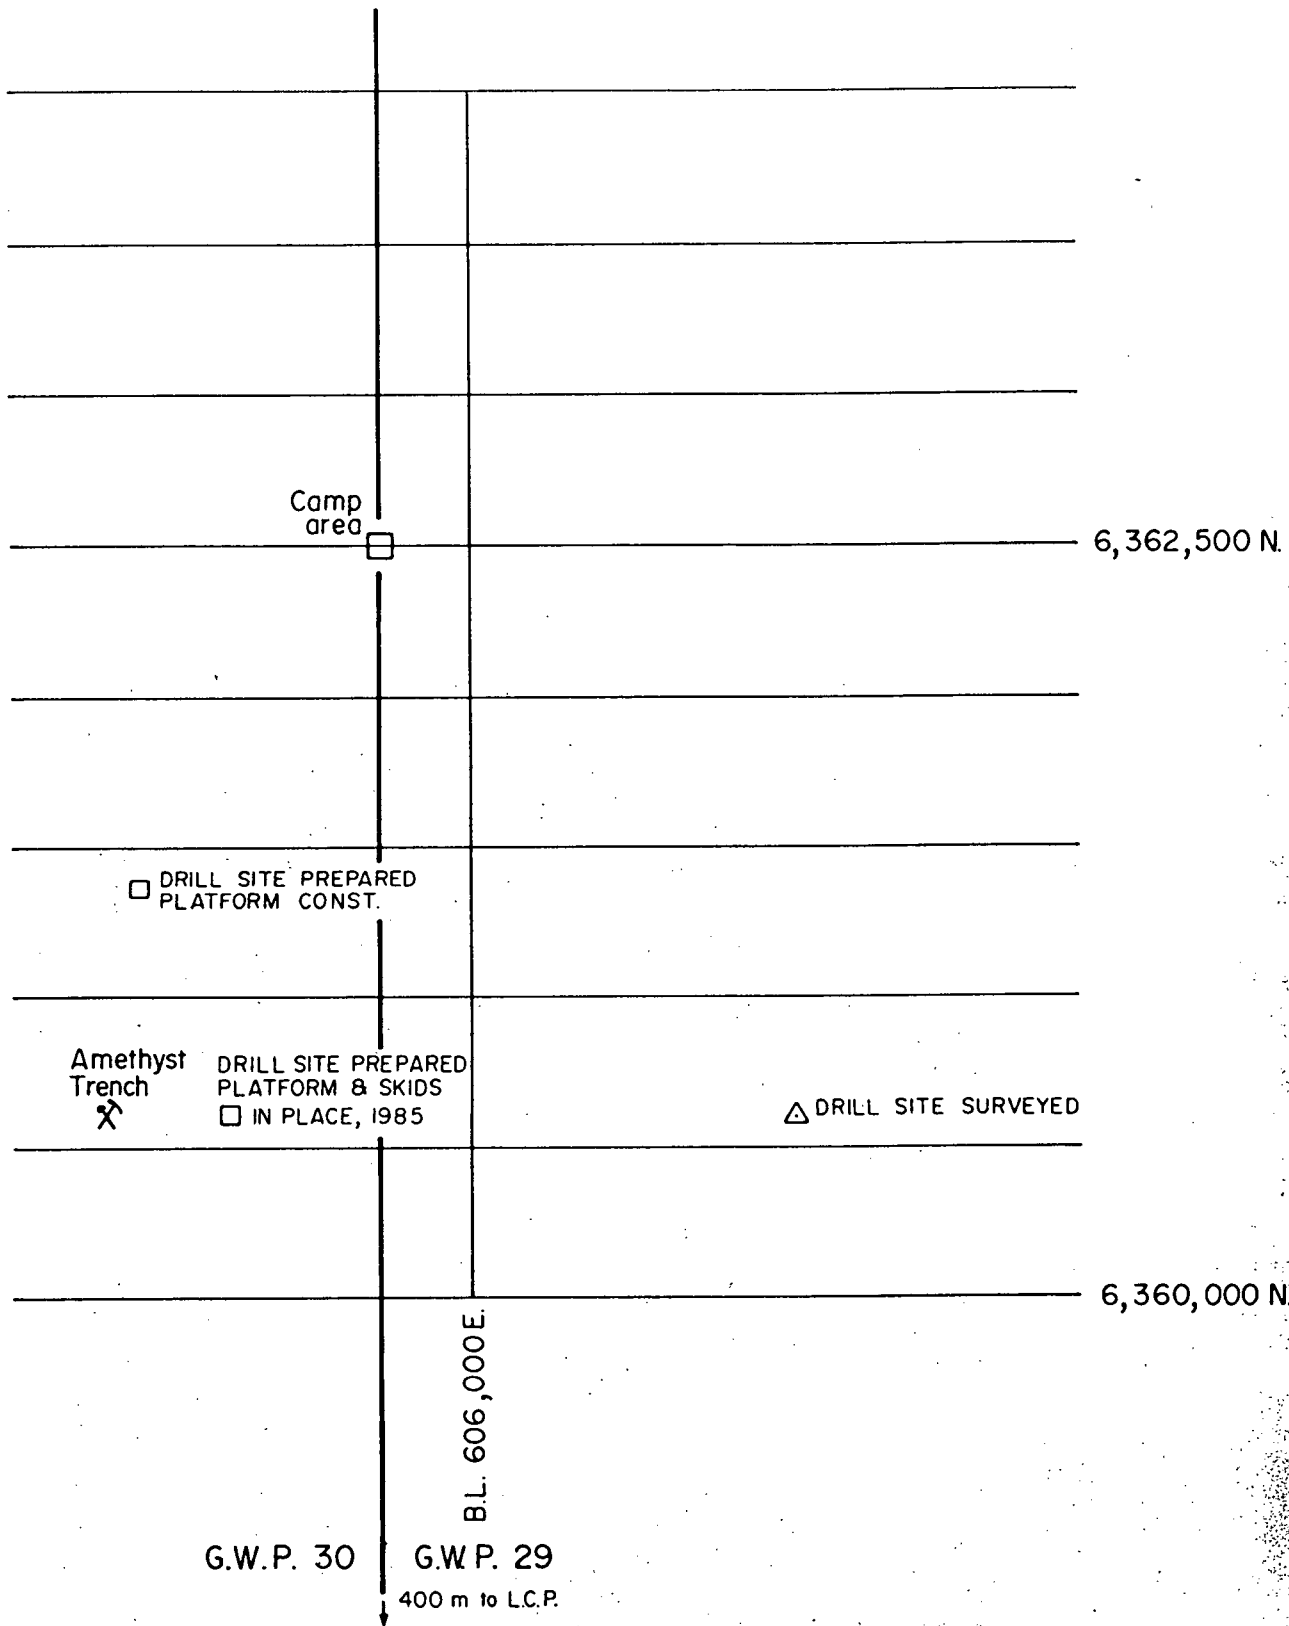 Camp
area
6,362,500 N.
DRILL SITE PREPARED
PLATFORM CONST.
Amethyst
Trench
DRILL SITE PREPARED
PLATFORM & SKIDS
IN PLACE, 1985
DRILL SITE SURVEYED
6,360,000 N.
B.L. 606,000E.
G.W.P. 30
G.W.P. 29
400 m to L.C.P.